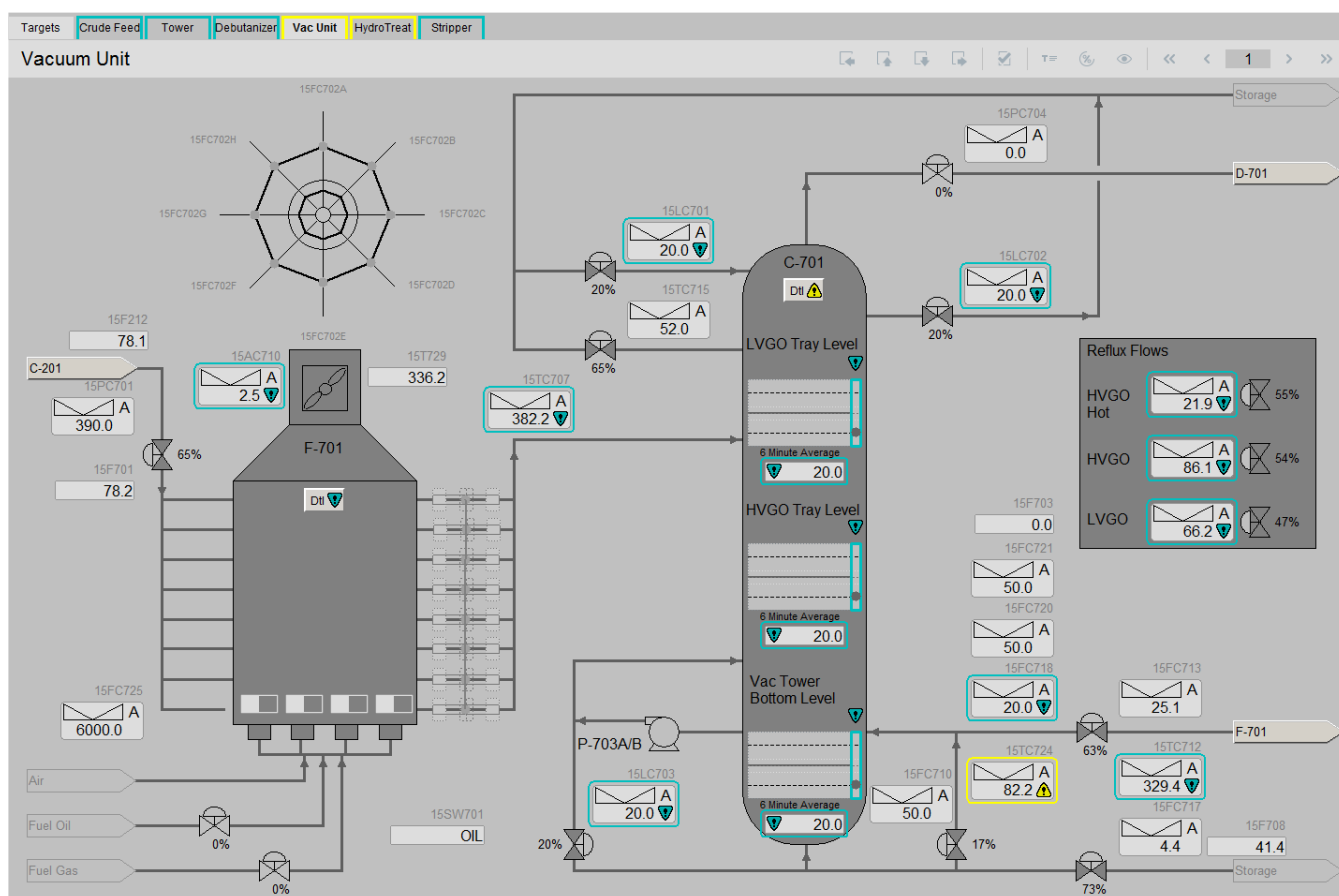 Targets
Crude Feed
Tower
Debutanizer
Vac Unit
HydroTreat
Stripper
Vacuum Unit
1
15FC702A
15FC702H
15FC702B
15FC702G
15FC702C
15FC702F
15FC702D
15FC702E
Storage
15PC704
A
0.0
0%
D-701
15LC701
A
20.0
20%
15TC715
A
52.0
65%
C-701
Dtl
15LC702
A
20.0
20%
15F212
78.1
C-201
15PC701
A
390.0
65%
15F701
78.2
15AC710
A
2.5
15T729
336.2
F-701
Dtl
15TC707
A
382.2
LVGO Tray Level
6 Minute Average
20.0
HVGO Tray Level
6 Minute Average
20.0
Vac Tower
Bottom Level
6 Minute Average
20.0
Reflux Flows
HVGO
Hot
A
21.9
55%
HVGO
A
86.1
54%
LVGO
A
66.2
47%
15F703
0.0
15FC721
A
50.0
15FC720
A
50.0
15FC718
A
20.0
15FC713
A
25.1
63%
F-701
15FC725
A
6000.0
P-703A/B
15LC703
A
20.0
20%
15FC710
A
50.0
15TC724
A
82.2
17%
15TC712
A
329.4
15FC717
A
4.4
15F708
41.4
73%
Storage
Air
Fuel Oil
0%
Fuel Gas
0%
15SW701
OIL